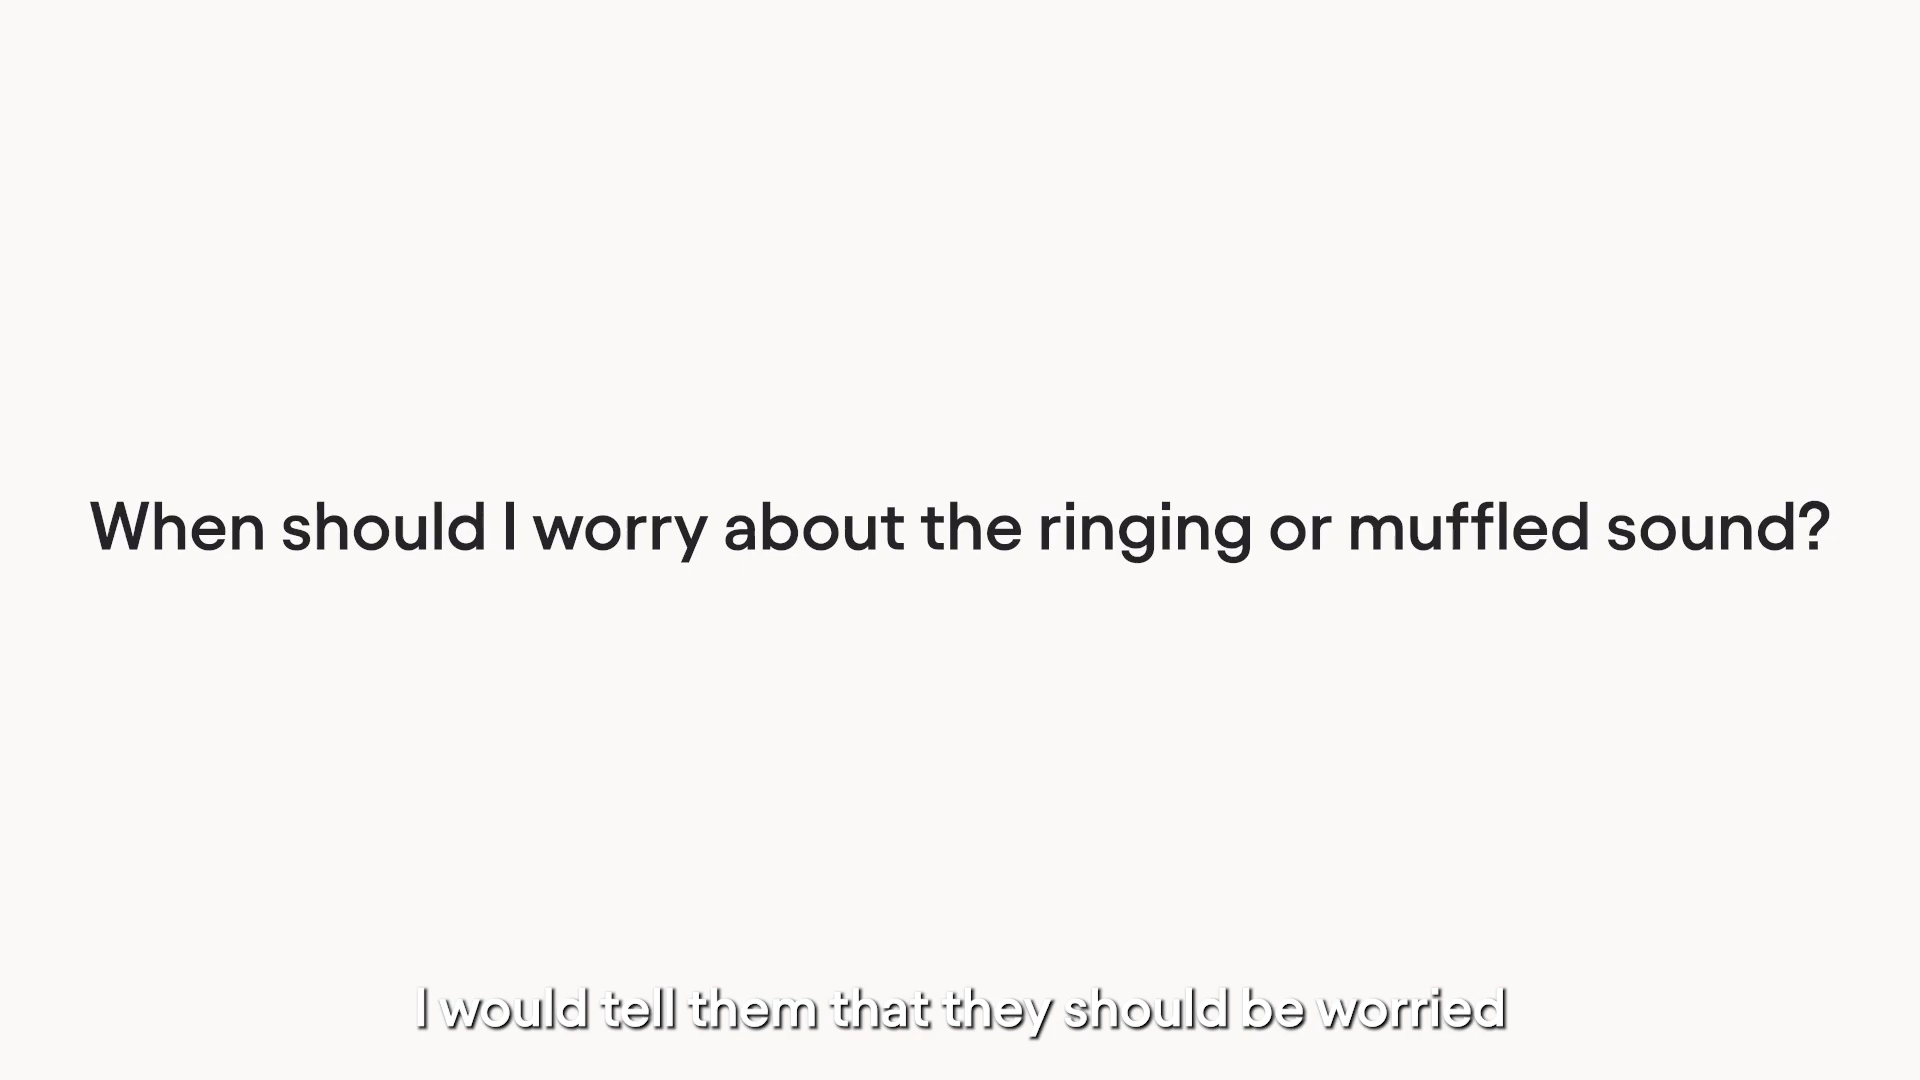 When should I worry about the ringing or muffled sound?
I would tell them that they should be worried